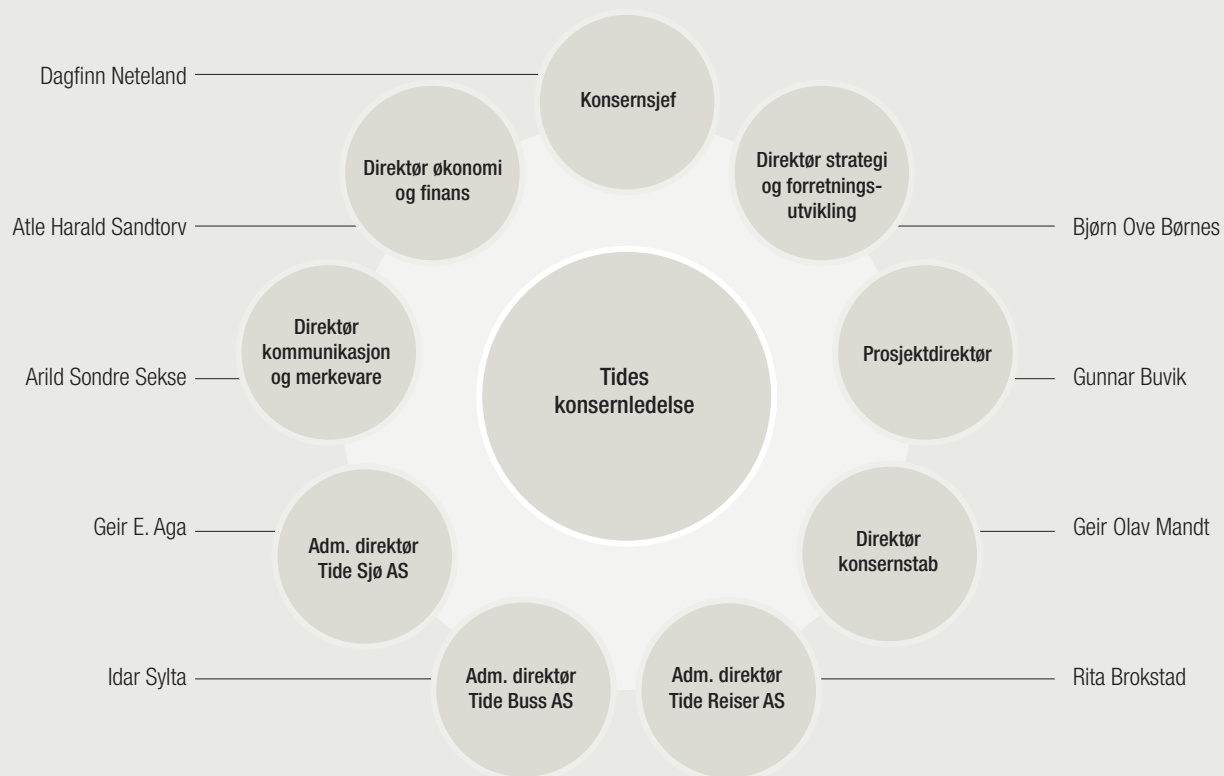 Dagfinn Neteland
Konsernsjef
Direktør økonomi
og finans
Atle Harald Sandtorv
Direktør strategi
og forretnings-
utvikling
Bjørn Ove Børnes
Direktør
kommunikasjon
og merkevare
Arild Sondre Sekse
Prosjektdirektør
Gunnar Buvik
Tides
konsernledelse
Geir E. Aga
Adm. direktør
Tide Sjø AS
Direktør
konsernstab
Geir Olav Mandt
Idar Sylta
Adm. direktør
Tide Buss AS
Adm. direktør
Tide Reiser AS
Rita Brokstad